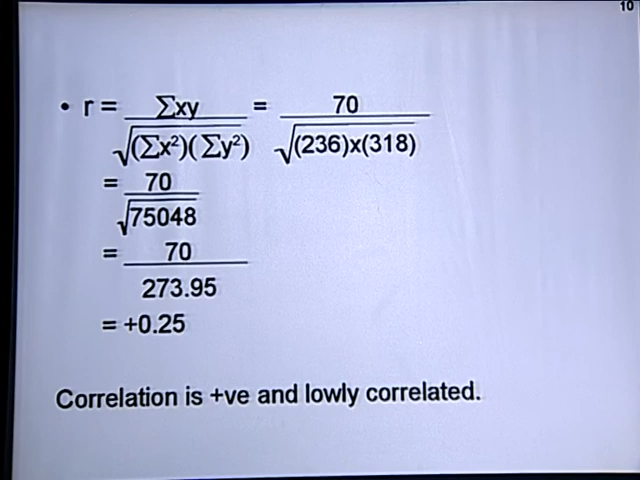 10
• r = ∑xy = 70
√(∑x²)(∑y²) √(236)x(318)
= 70
√75048
= 70
273.95
= +0.25
Correlation is +ve and lowly correlated.